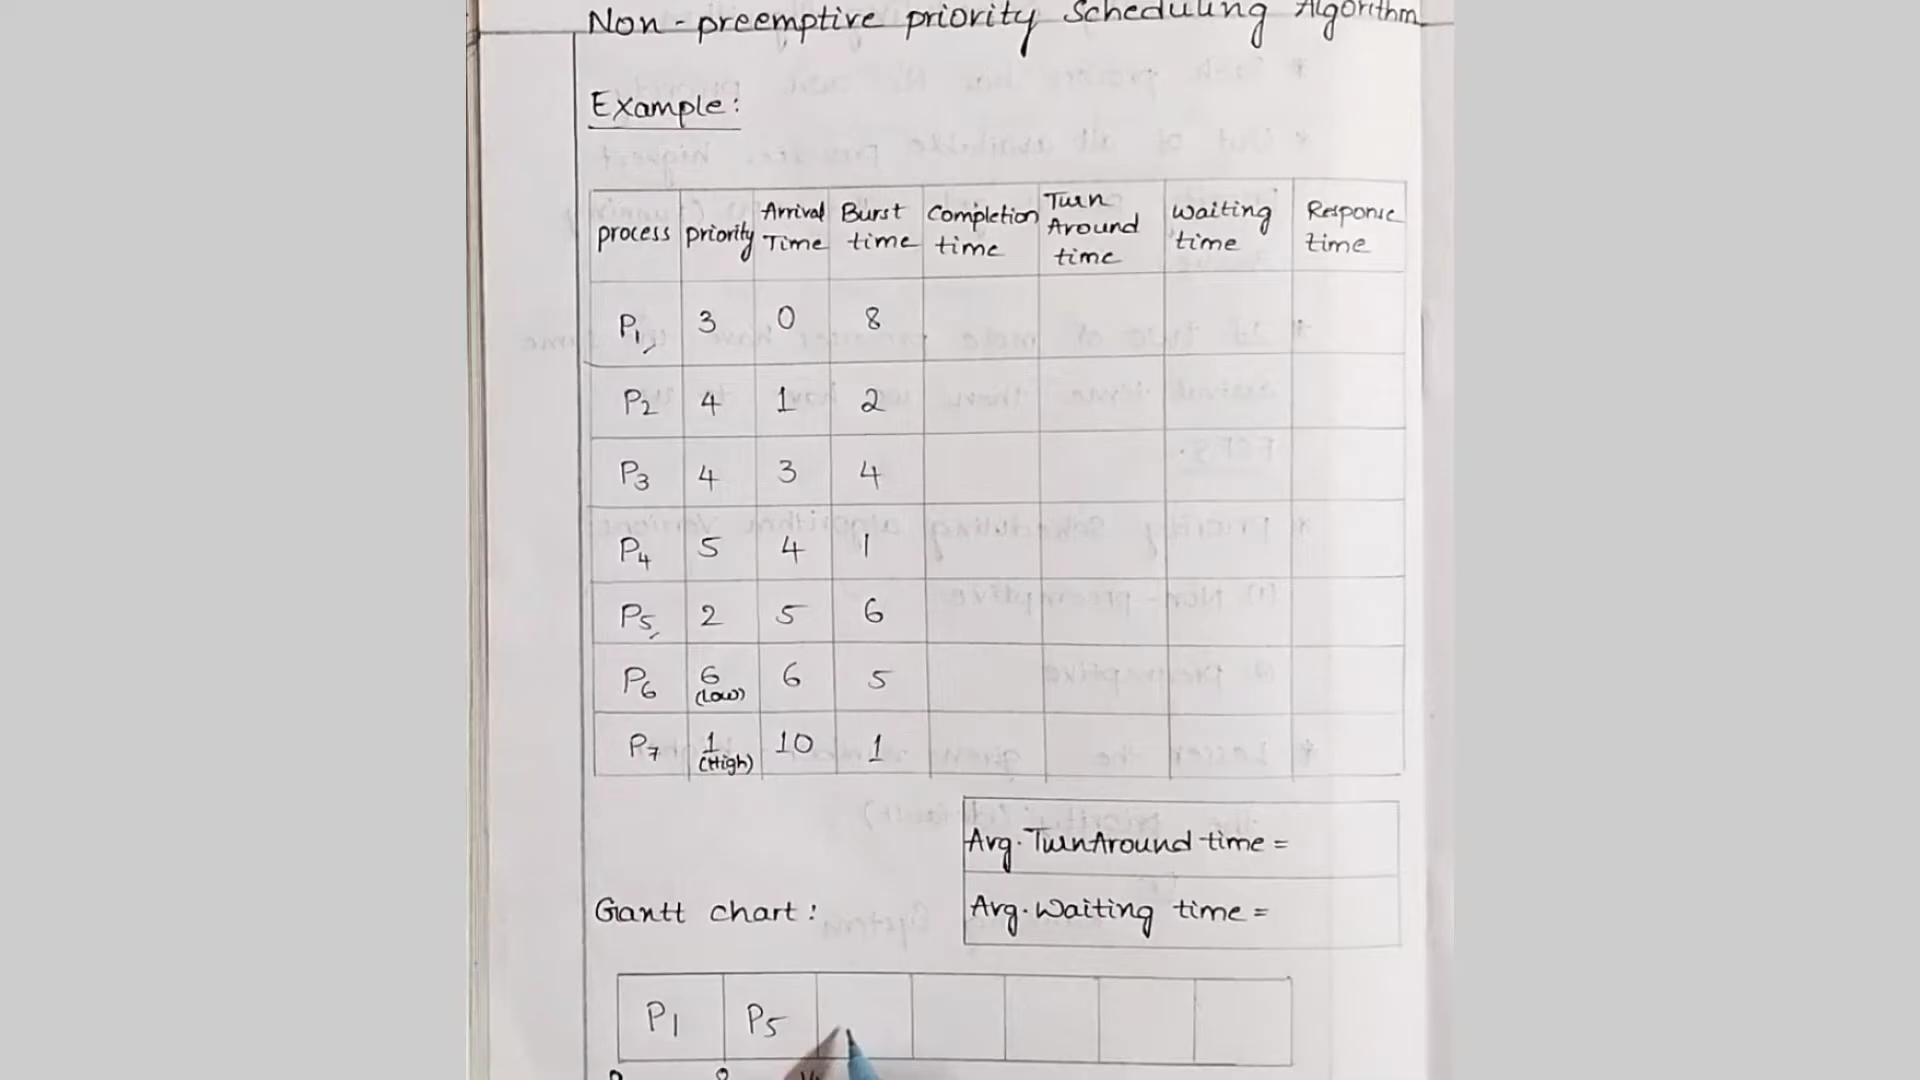 Non-preemptive priority Scheduling Algorithm
Example:
process priority Arrival Time Burst time Completion time Turn Around time Waiting time Response time
P1 3 0 8
P2 4 1 2
P3 4 3 4
P4 5 4 1
P5 2 5 6
P6 6 (Low) 6 5
P7 1 (High) 10 1
Avg. TurnAround time =
Avg. Waiting time =
Gantt chart:
P1 P5